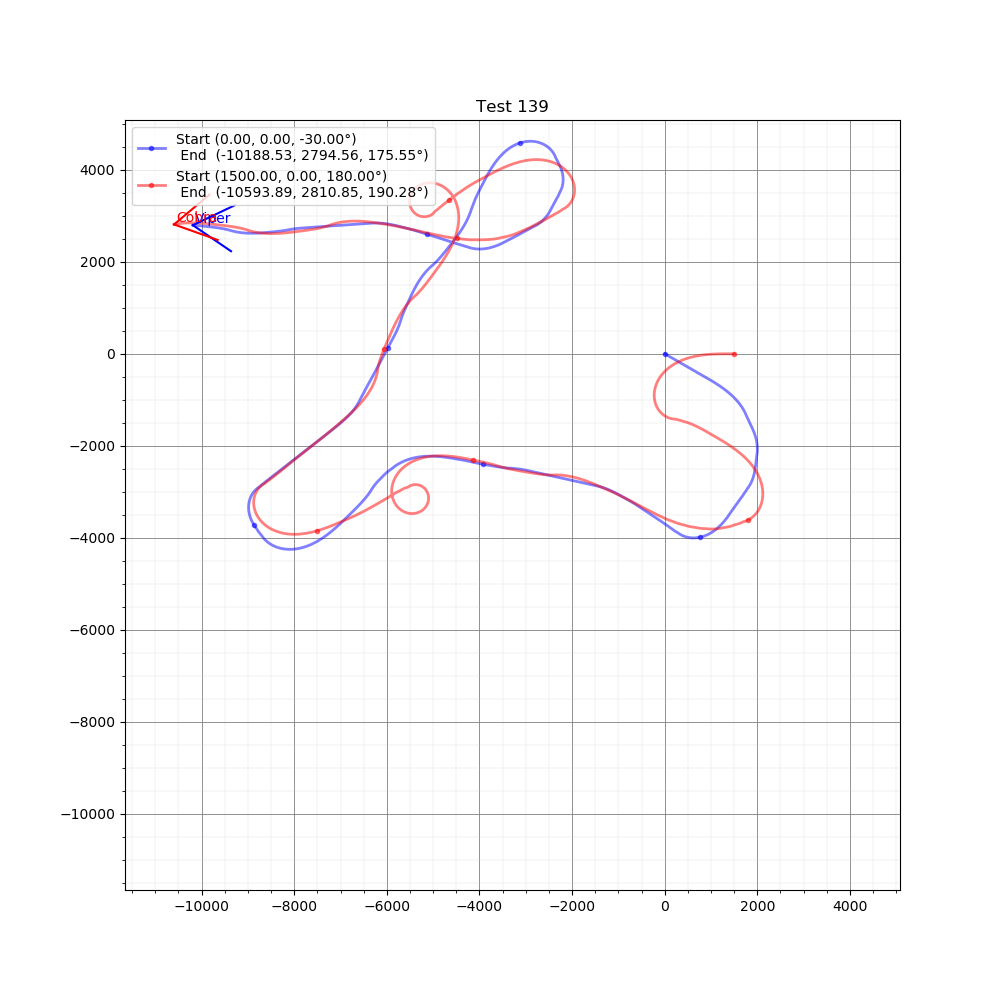 Test 139
Start (0.00, 0.00, -30.00°)
End (-10188.53, 2794.56, 175.55°)
Start (1500.00, 0.00, 180.00°)
End (-10593.89, 2810.85, 190.28°)
4000
2000
0
−2000
−4000
−6000
−8000
−10000
−10000 −8000 −6000 −4000 −2000 0 2000 4000